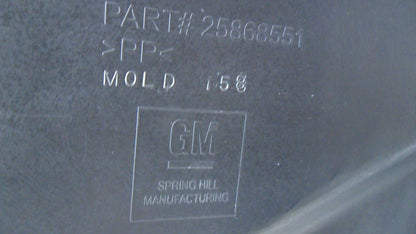 PART# 25868551
>PP<
MOLD 158
GM
SPRING HILL
MANUFACTURING